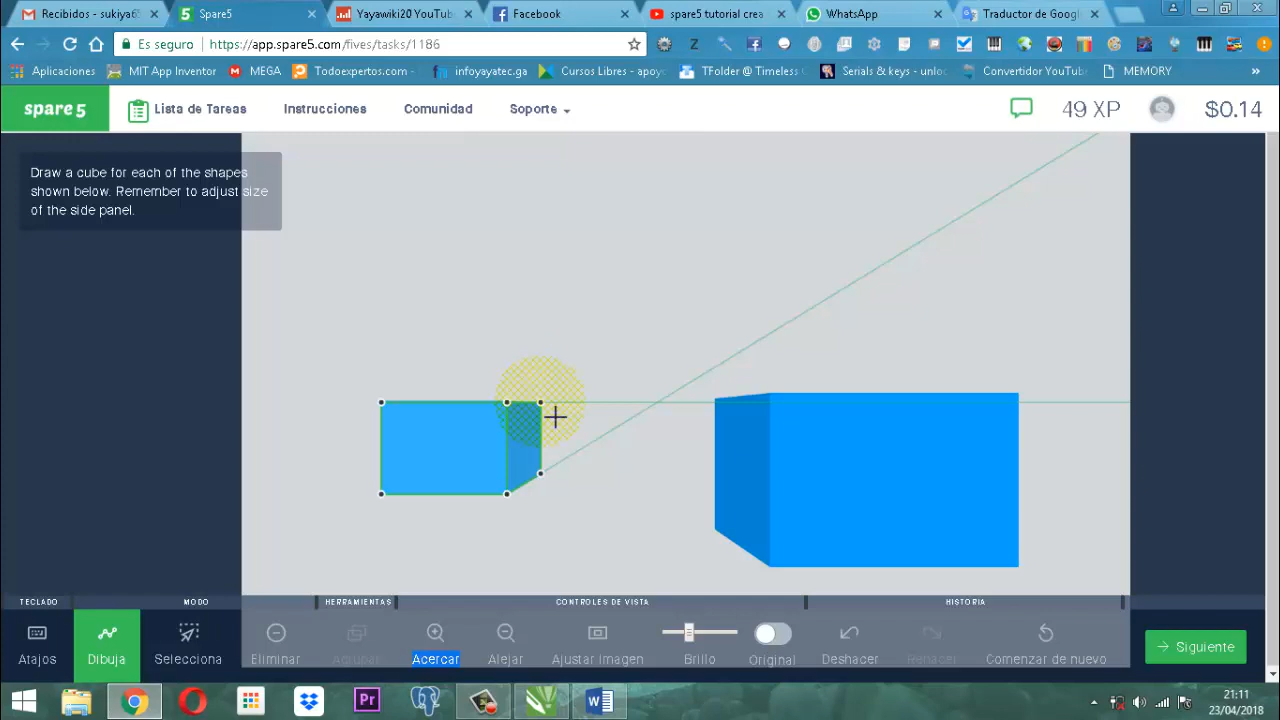 Recibidos - sukiya65
Spare5
Yayawiki20 YouTube
Facebook
spare5 tutorial crea
WhatsApp
Traductor de Googl
Es seguro | https://app.spare5.com/fives/tasks/1186
Aplicaciones
MIT App Inventor
MEGA
Todoexpertos.com -
infoyayatec.ga
Cursos Libres - apoy
TFolder @ Timeless
Serials & keys - unlo
Convertidor YouTub
MEMORY
»
spare5
Lista de Tareas
Instrucciones
Comunidad
Soporte
49 XP
$0.14
Draw a cube for each of the shapes
shown below. Remember to adjust size
of the side panel.
TECLADO
MODO
HERRAMIENTAS
CONTROLES DE VISTA
HISTORIA
Atajos
Dibuja
Selecciona
Eliminar
Agrupar
Acercar
Alejar
Ajustar Imagen
Brillo
Original
Deshacer
Rehacer
Comenzar de nuevo
Siguiente
Pr
21:11
23/04/2018